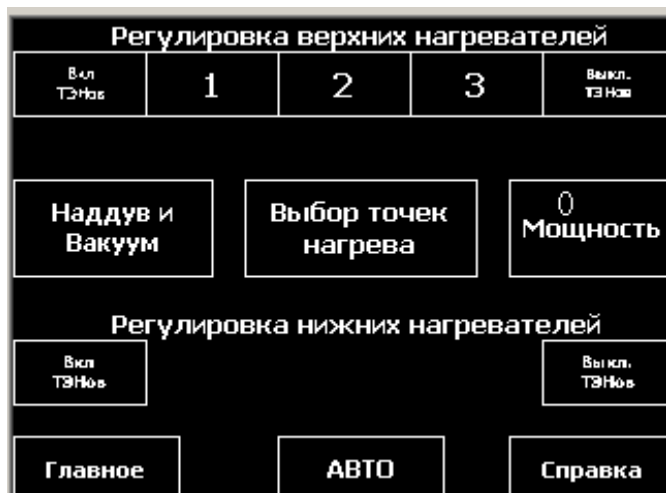 Регулировка верхних нагревателей
Вкл
ТЭНов
1
2
3
Выкл.
ТЭНов
Наддув и
Вакуум
Выбор точек
нагрева
0
Мощность
Регулировка нижних нагревателей
Вкл
ТЭНов
Выкл.
ТЭНов
Главное
АВТО
Справка